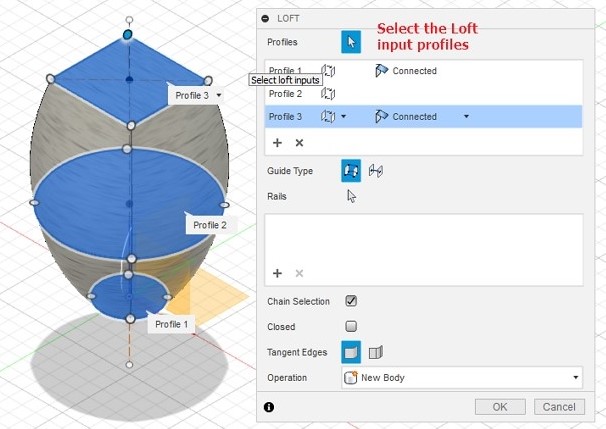 LOFT
Profiles
Select the Loft
input profiles
Profile 1
Connected
Select loft inputs
Profile 2
Profile 3
Connected
Guide Type
Rails
Chain Selection
Closed
Tangent Edges
Operation
New Body
OK
Cancel
Profile 3
Profile 2
Profile 1